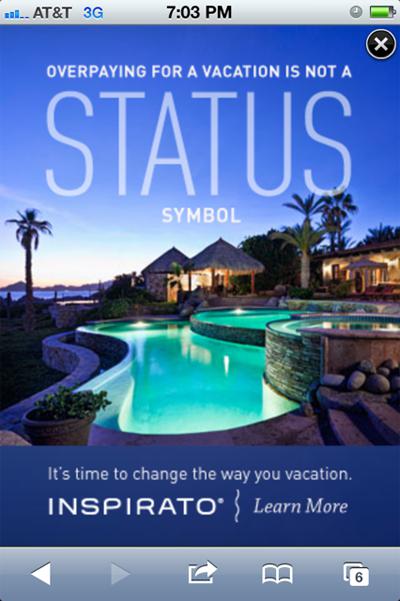 AT&T 3G 7:03 PM
OVERPAYING FOR A VACATION IS NOT A
STATUS
SYMBOL
It's time to change the way you vacation.
INSPIRATO® Learn More
6